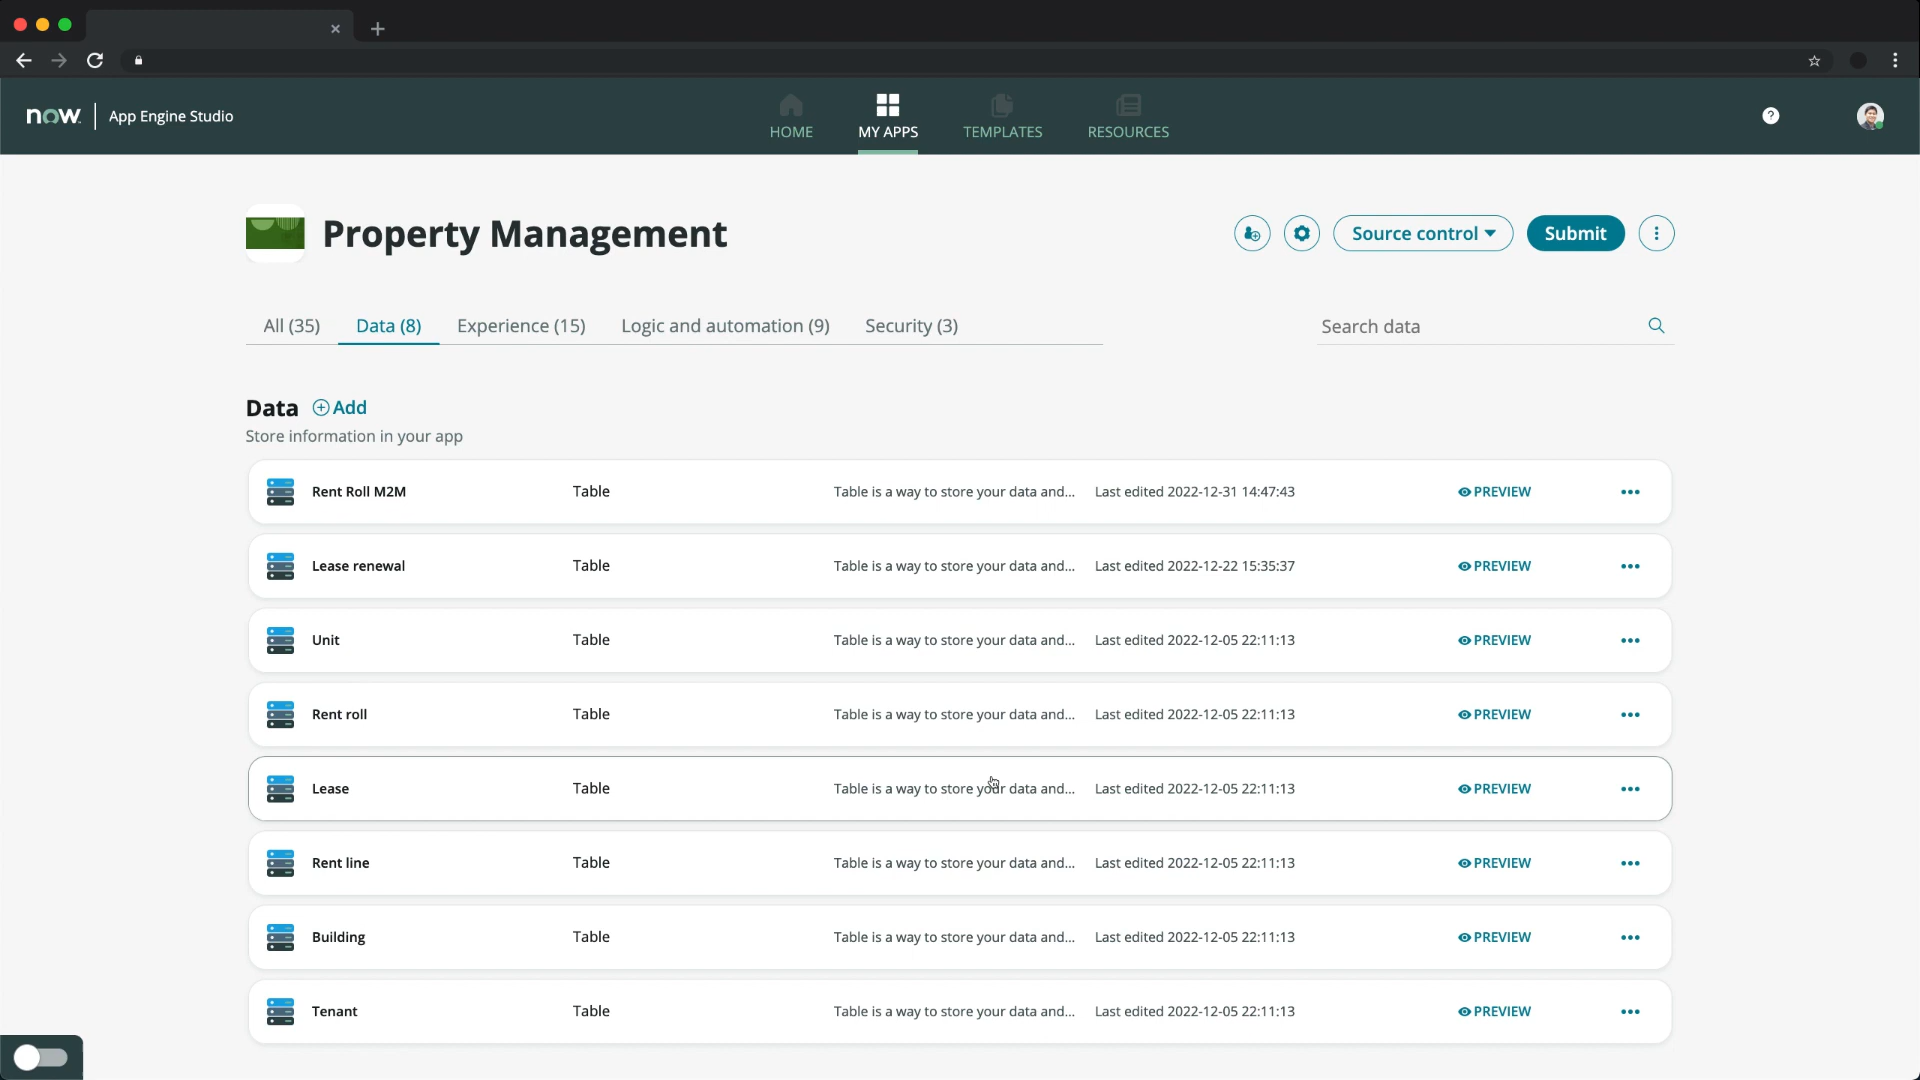 now | App Engine Studio
HOME
MY APPS
TEMPLATES
RESOURCES
?
Property Management
Source control
Submit
All (35)
Data (8)
Experience (15)
Logic and automation (9)
Security (3)
Search data
Data Add
Store information in your app
Rent Roll M2M Table Table is a way to store your data and... Last edited 2022-12-31 14:47:43 PREVIEW
Lease renewal Table Table is a way to store your data and... Last edited 2022-12-22 15:35:37 PREVIEW
Unit Table Table is a way to store your data and... Last edited 2022-12-05 22:11:13 PREVIEW
Rent roll Table Table is a way to store your data and... Last edited 2022-12-05 22:11:13 PREVIEW
Lease Table Table is a way to store your data and... Last edited 2022-12-05 22:11:13 PREVIEW
Rent line Table Table is a way to store your data and... Last edited 2022-12-05 22:11:13 PREVIEW
Building Table Table is a way to store your data and... Last edited 2022-12-05 22:11:13 PREVIEW
Tenant Table Table is a way to store your data and... Last edited 2022-12-05 22:11:13 PREVIEW